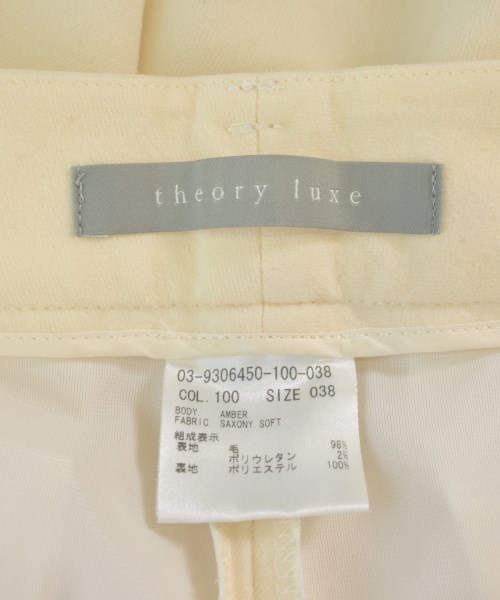 theory luxe
03-9306450-100-038
COL. 100 SIZE 038
BODY. AMBER
FABRIC. SAXONY SOFT
組成表示
表地 毛 98%
ポリウレタン 2%
裏地 ポリエステル 100%